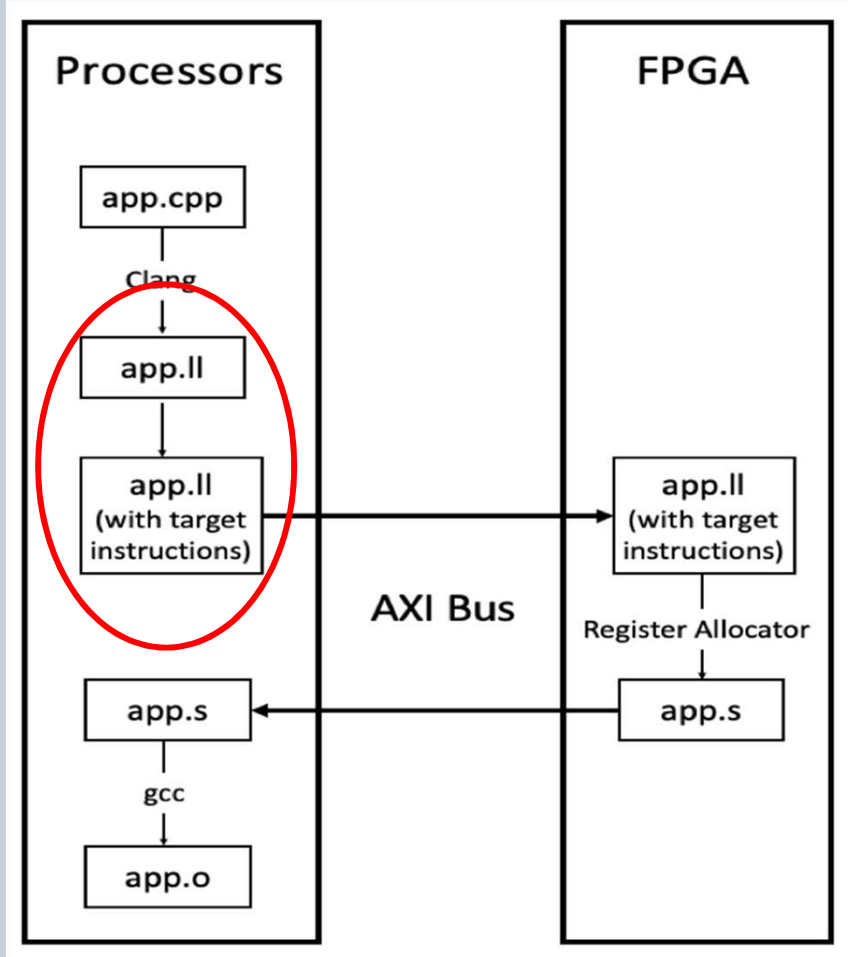 Processors
FPGA
app.cpp
Clang
app.ll
app.ll
(with target
instructions)
app.ll
(with target
instructions)
AXI Bus
Register Allocator
app.s
app.s
gcc
app.o